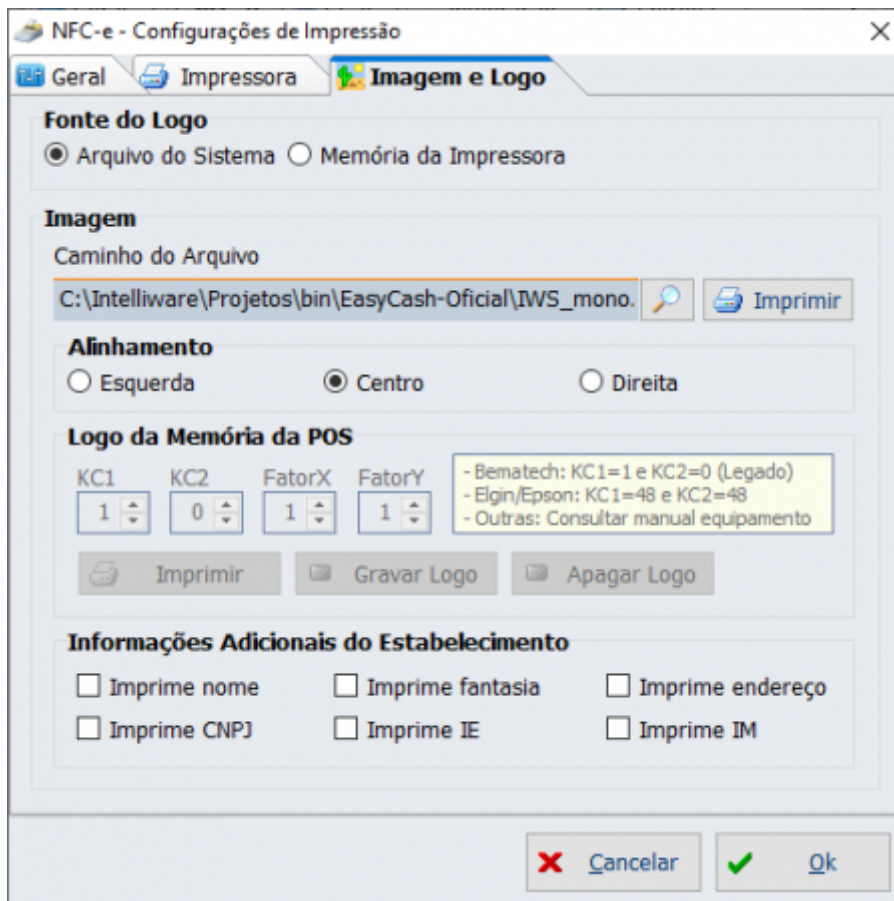 NFC-e - Configurações de Impressão
Geral Impressora Imagem e Logo
Fonte do Logo
Arquivo do Sistema Memória da Impressora
Imagem
Caminho do Arquivo
C:\Intelliware\Projetos\bin\EasyCash-Oficial\IWS_mono. Imprimir
Alinhamento
Esquerda Centro Direita
Logo da Memória da POS
KC1 KC2 FatorX FatorY
1 0 1 1
- Bematech: KC1=1 e KC2=0 (Legado)
- Elgin/Epson: KC1=48 e KC2=48
- Outras: Consultar manual equipamento
Imprimir Gravar Logo Apagar Logo
Informações Adicionais do Estabelecimento
Imprime nome Imprime fantasia Imprime endereço
Imprime CNPJ Imprime IE Imprime IM
Cancelar Ok